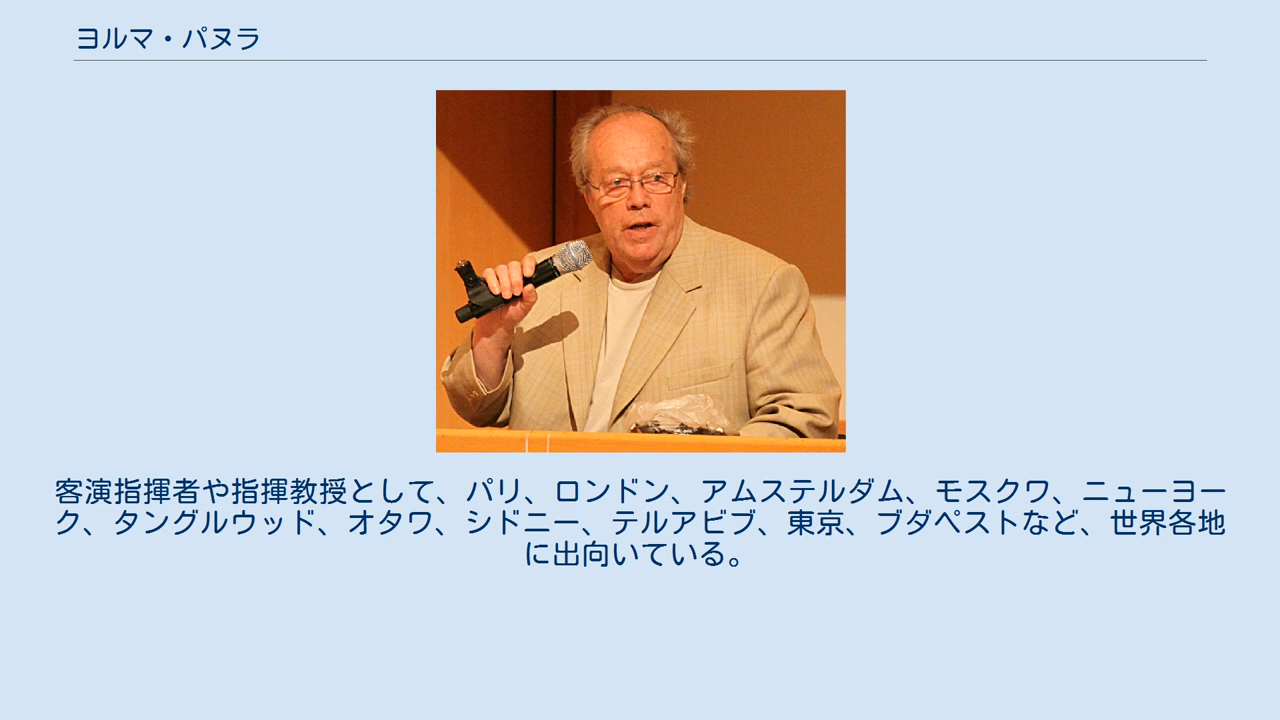 ヨルマ・パヌラ
客演指揮者や指揮教授として、パリ、ロンドン、アムステルダム、モスクワ、ニューヨー
ク、タングルウッド、オタワ、シドニー、テルアビブ、東京、ブダペストなど、世界各地
に出向いている。